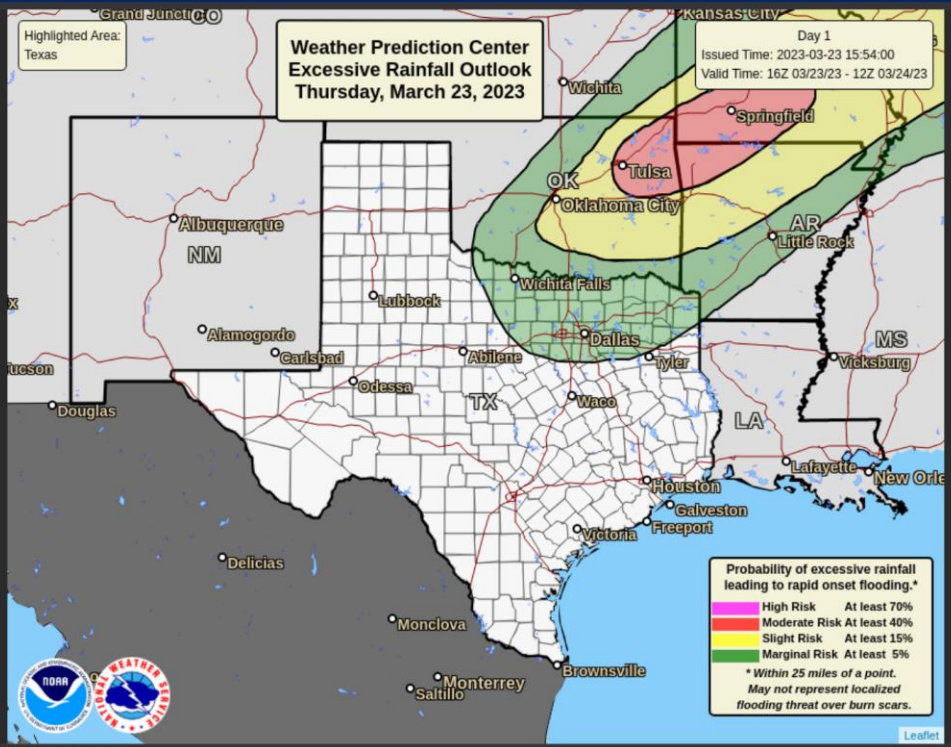 Grand Juncti
CO
Kansas City
Highlighted Area:
Texas
Weather Prediction Center
Excessive Rainfall Outlook
Thursday, March 23, 2023
Day 1
Issued Time: 2023-03-23 15:54:00
Valid Time: 16Z 03/23/23 - 12Z 03/24/23
Wichita
Springfield
Tulsa
OK
Oklahoma City
Albuquerque
NM
AR
Little Rock
Wichita Falls
Lubbock
Alamogordo
Carlsbad
Dallas
MS
Abilene
Tyler
Vicksburg
ucson
Odessa
TX
Waco
Douglas
LA
Lafayette
New Orle
Houston
Galveston
Freeport
Victoria
Delicias
Monclova
Brownsville
Monterrey
Saltillo
Probability of excessive rainfall
leading to rapid onset flooding.*
High Risk At least 70%
Moderate Risk At least 40%
Slight Risk At least 15%
Marginal Risk At least 5%
* Within 25 miles of a point.
May not represent localized
flooding threat over burn scars.
NOAA
NATIONAL WEATHER SERVICE
Leaflet